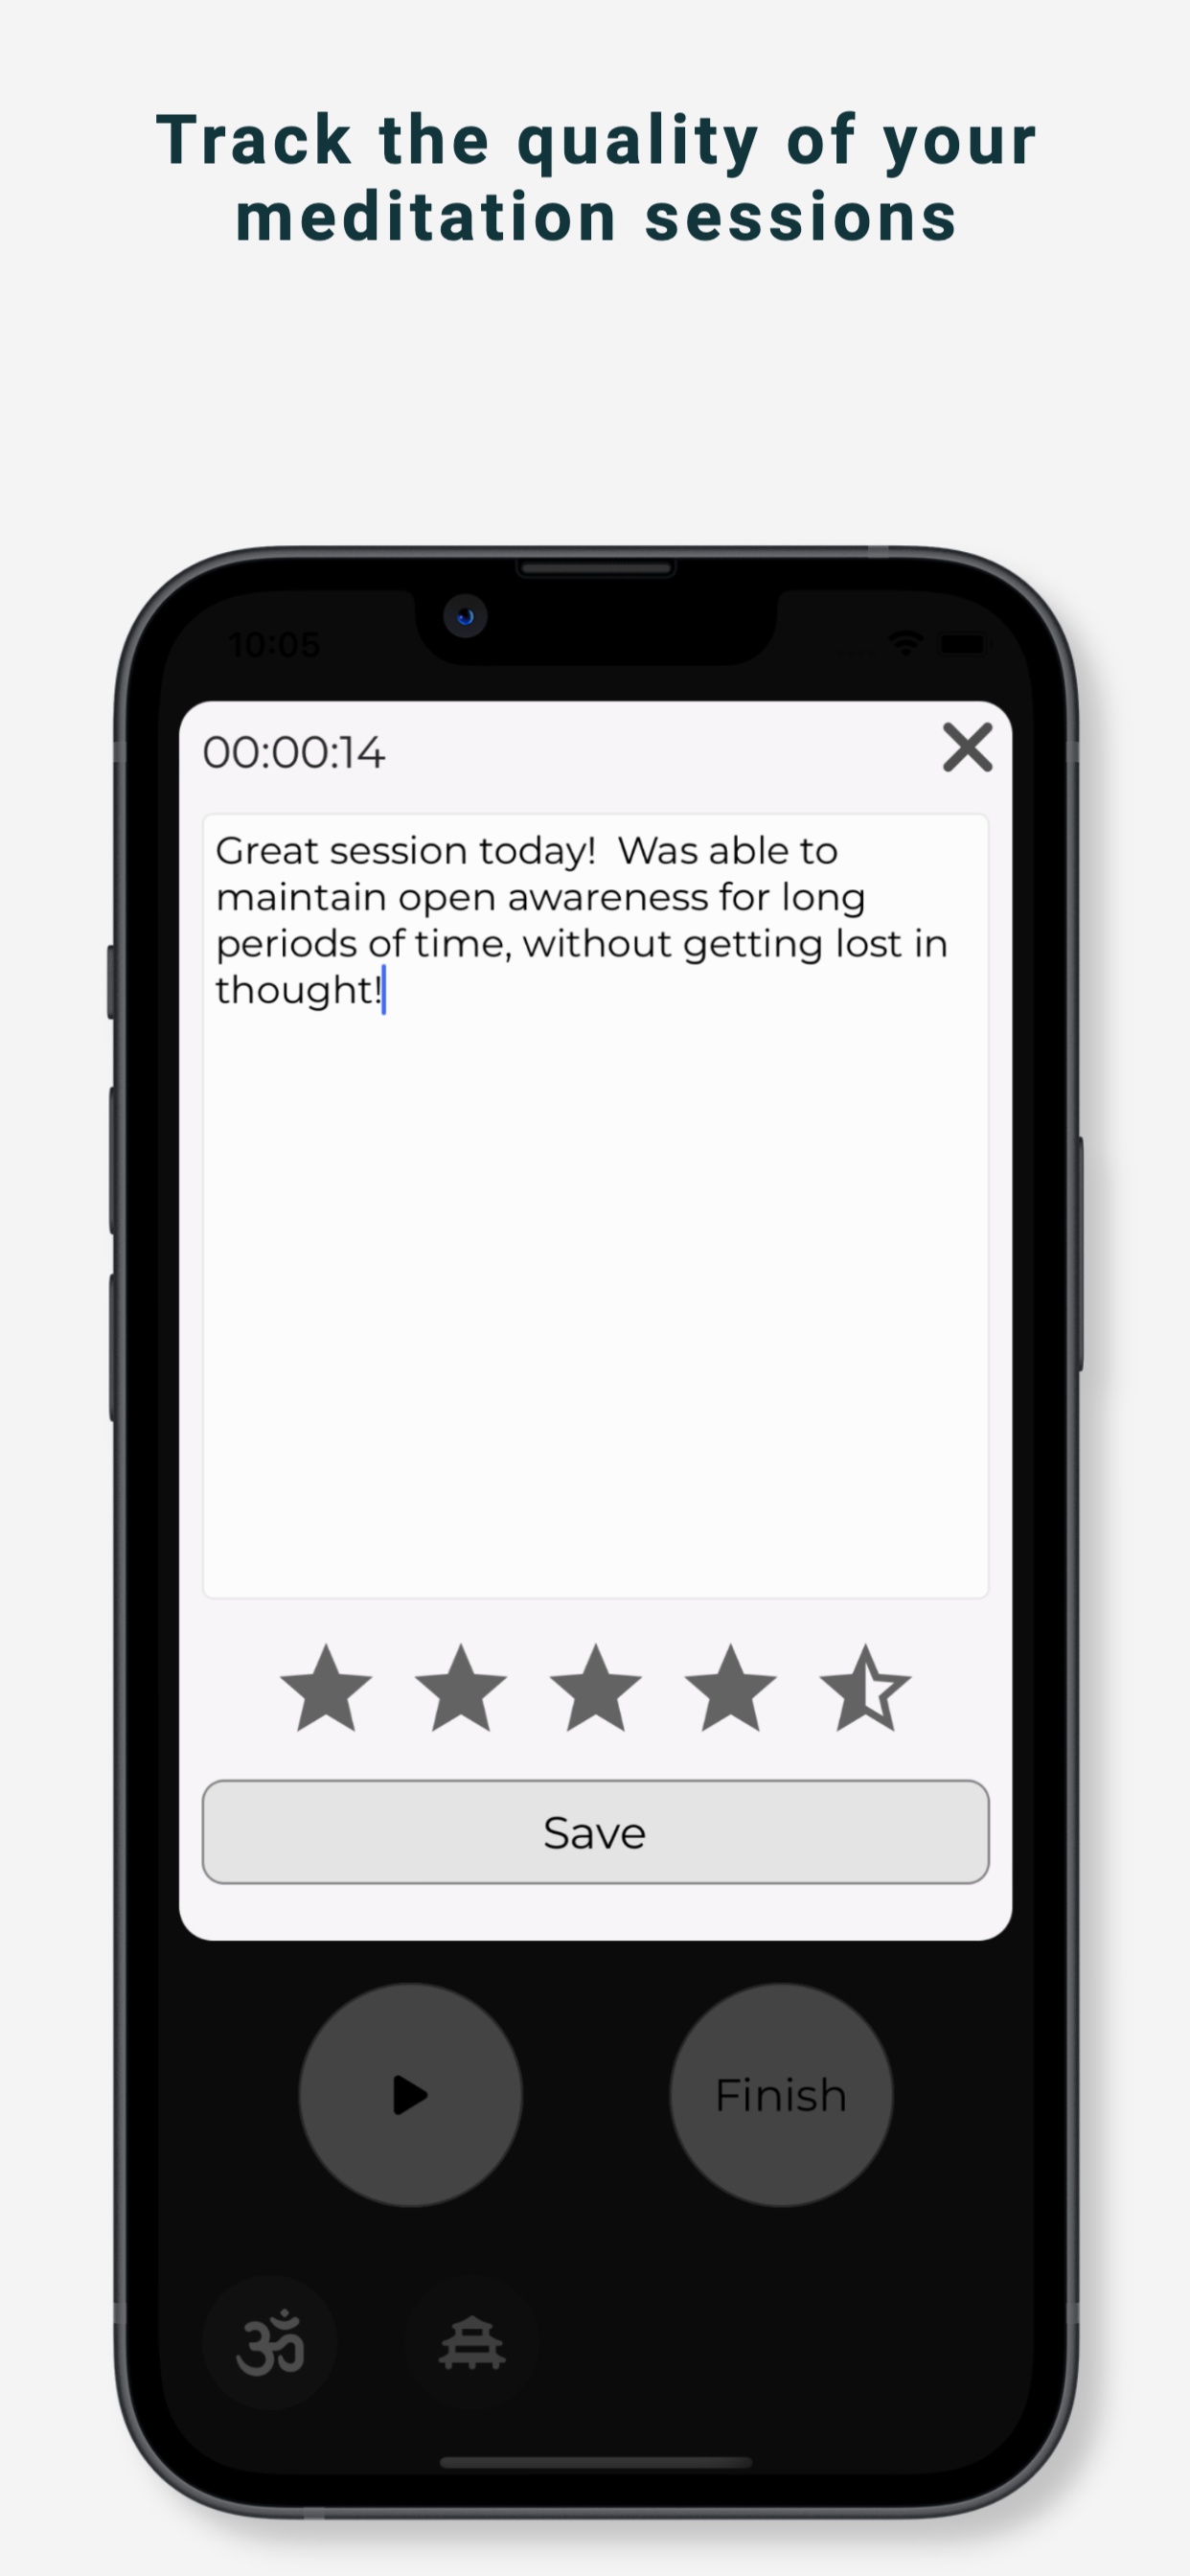 Track the quality of your
meditation sessions
10:05
00:00:14
Great session today!  Was able to
maintain open awareness for long
periods of time, without getting lost in
thought!
Save
Finish
ॐ